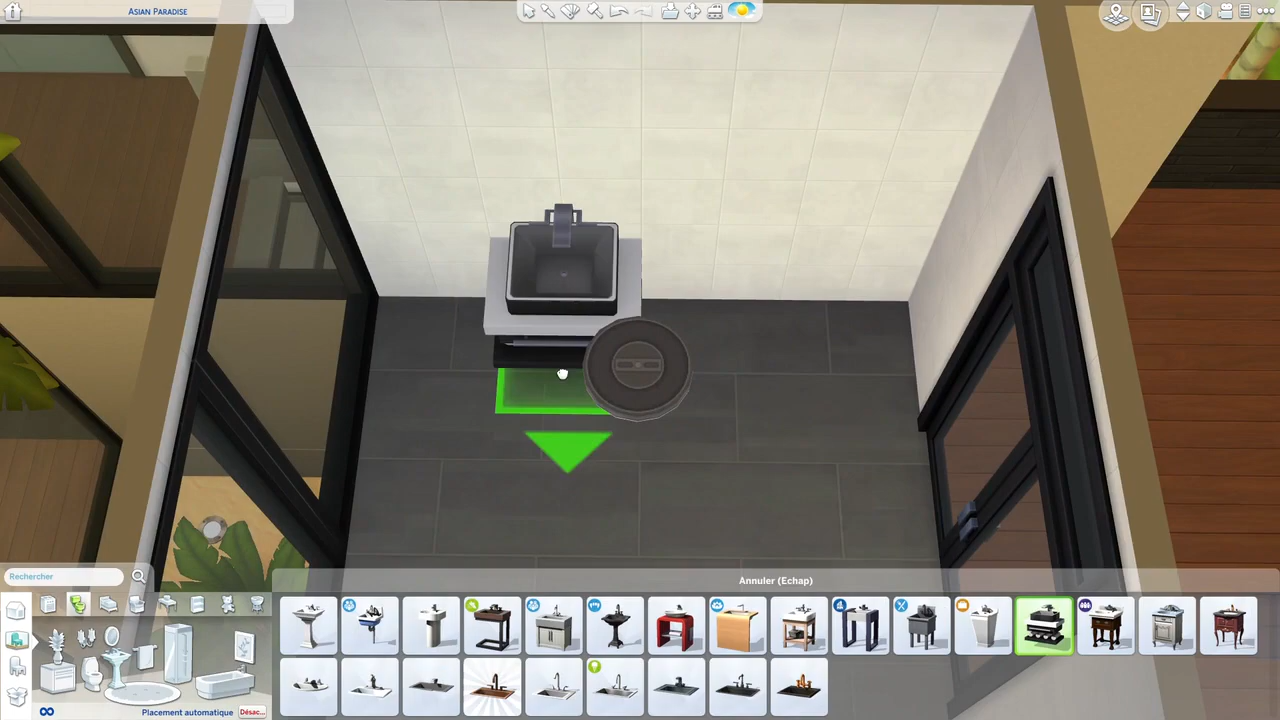 Asian Paradise
Rechercher
Annuler (Echap)
Placement automatique
Désac...